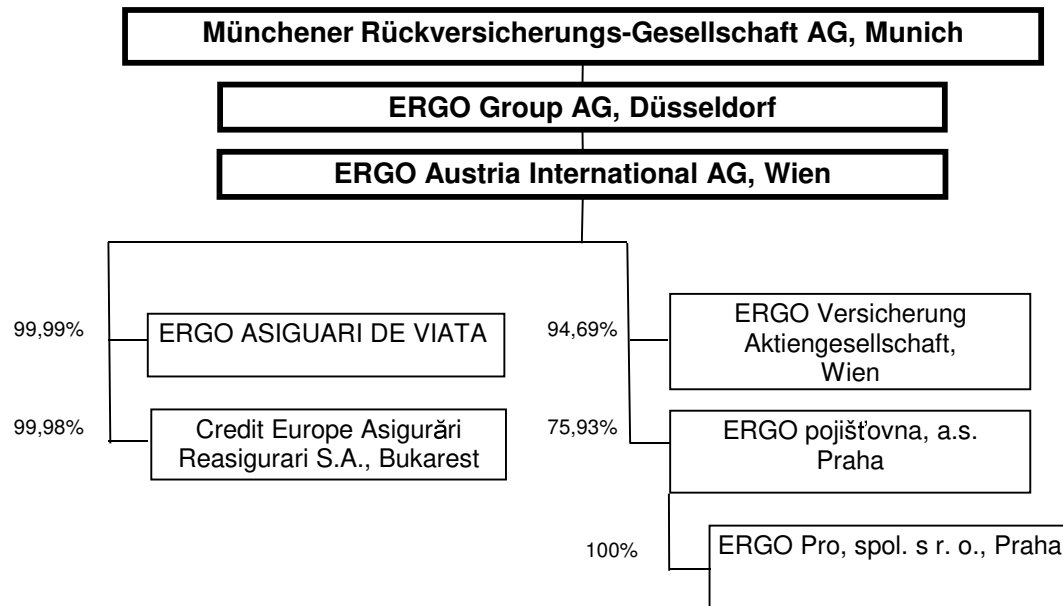 Münchener Rückversicherungs-Gesellschaft AG, Munich
ERGO Group AG, Düsseldorf
ERGO Austria International AG, Wien
99,99%
ERGO ASIGUARI DE VIATA
94,69%
ERGO Versicherung
Aktiengesellschaft,
Wien
99,98%
Credit Europe Asigurări
Reasigurari S.A., Bukarest
75,93%
ERGO pojišťovna, a.s.
Praha
100%
ERGO Pro, spol. s r. o., Praha